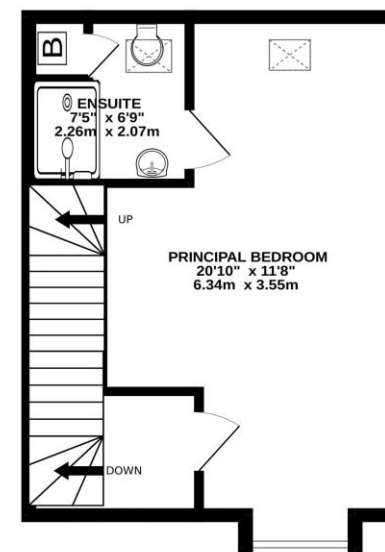 B
ENSUITE
7'5" x 6'9"
2.26m x 2.07m
UP
PRINCIPAL BEDROOM
20'10" x 11'8"
6.34m x 3.55m
DOWN